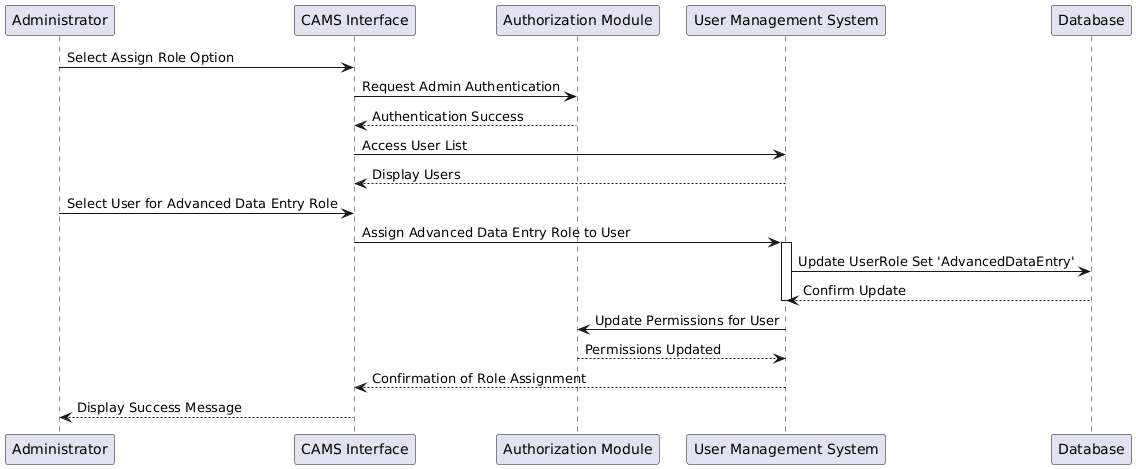 Administrator
CAMS Interface
Authorization Module
User Management System
Database
Select Assign Role Option
Request Admin Authentication
Authentication Success
Access User List
Display Users
Select User for Advanced Data Entry Role
Assign Advanced Data Entry Role to User
Update UserRole Set 'AdvancedDataEntry'
Confirm Update
Update Permissions for User
Permissions Updated
Confirmation of Role Assignment
Display Success Message
Administrator
CAMS Interface
Authorization Module
User Management System
Database